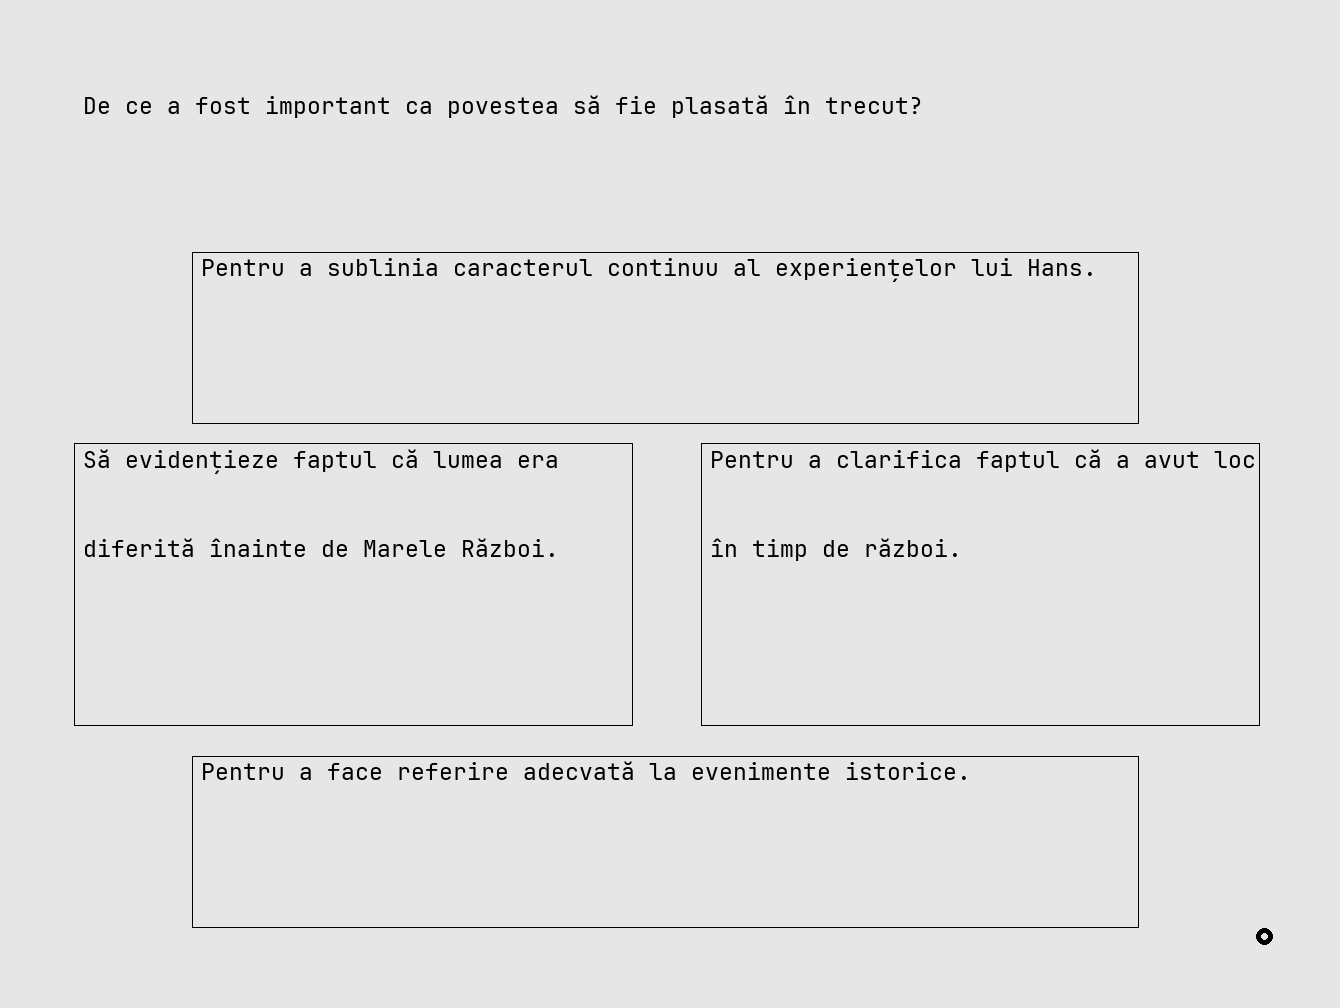 De ce a fost important ca povestea să fie plasată în trecut?
Pentru a sublinia caracterul continuu al experiențelor lui Hans.
Să evidențieze faptul că lumea era
diferită înainte de Marele Război.
Pentru a clarifica faptul că a avut loc
în timp de război.
Pentru a face referire adecvată la evenimente istorice.